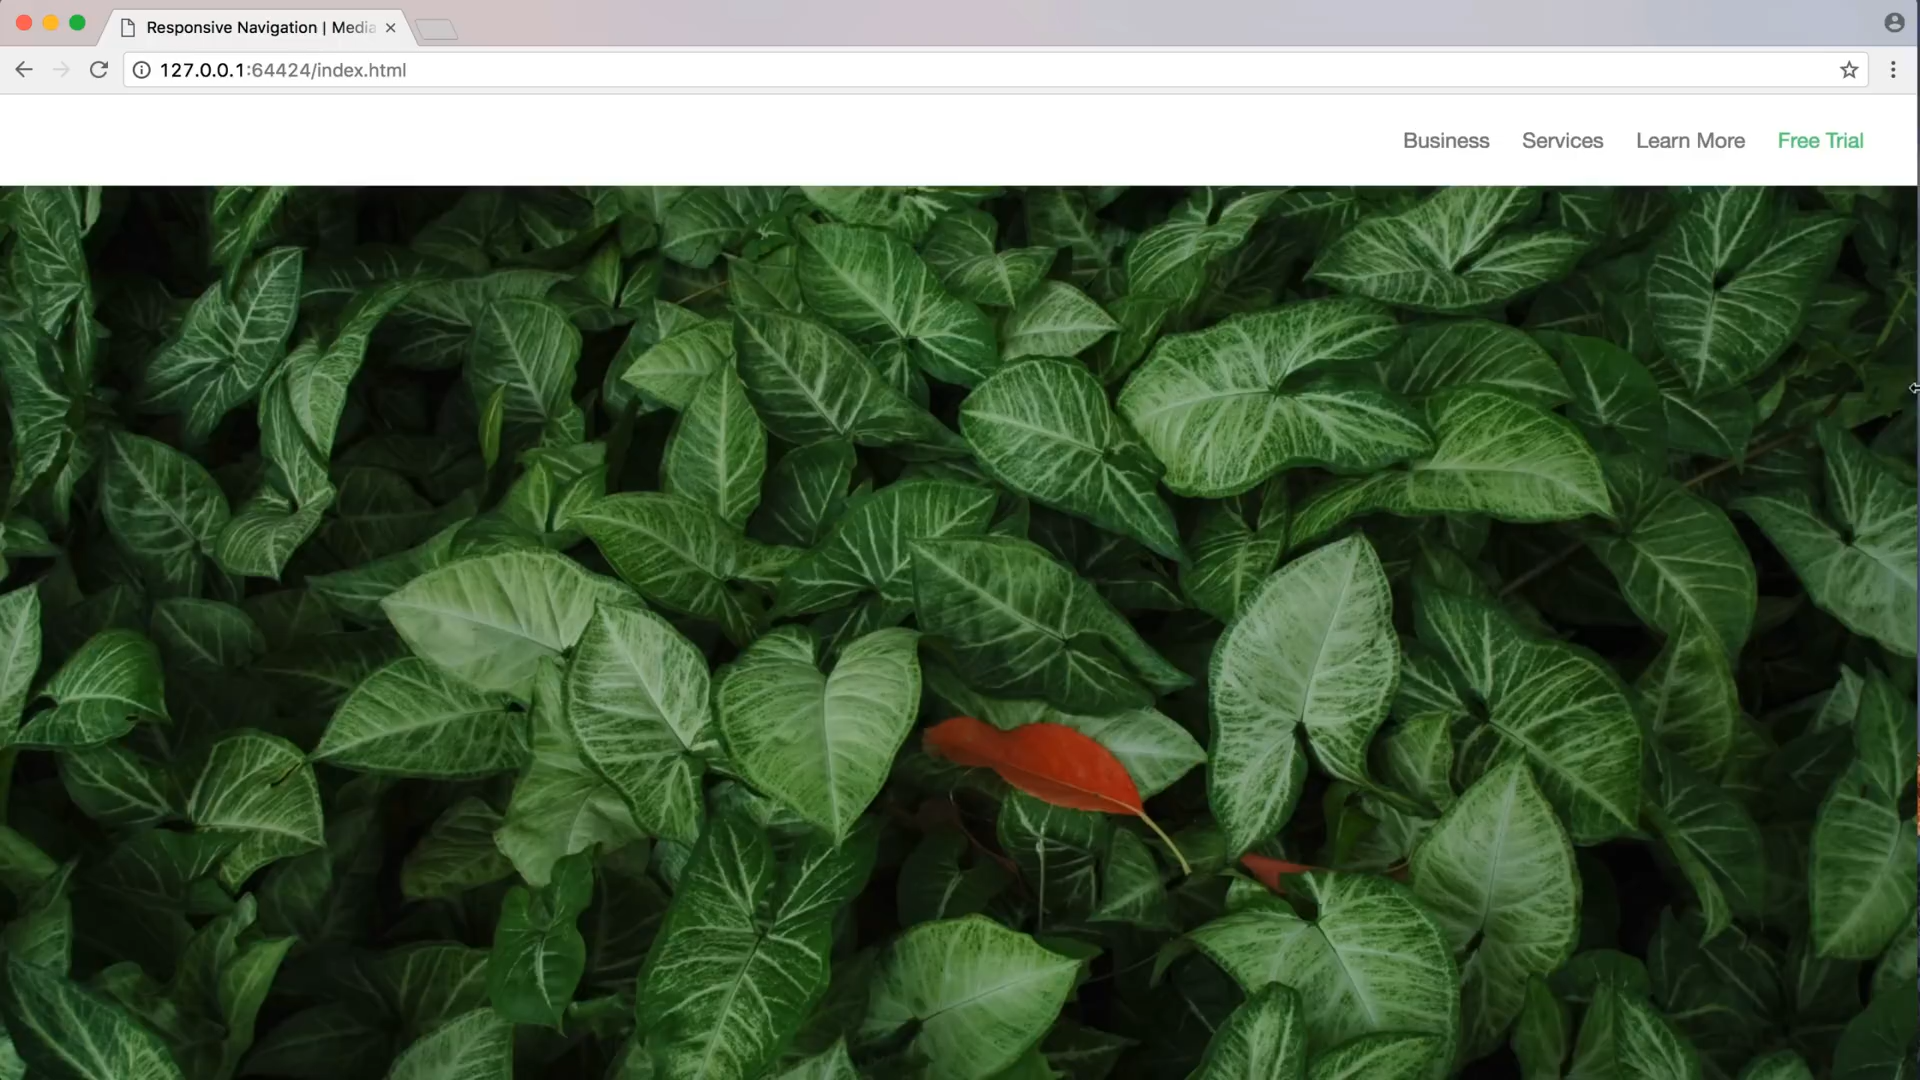 Responsive Navigation | Media
127.0.0.1:64424/index.html
Business Services Learn More Free Trial